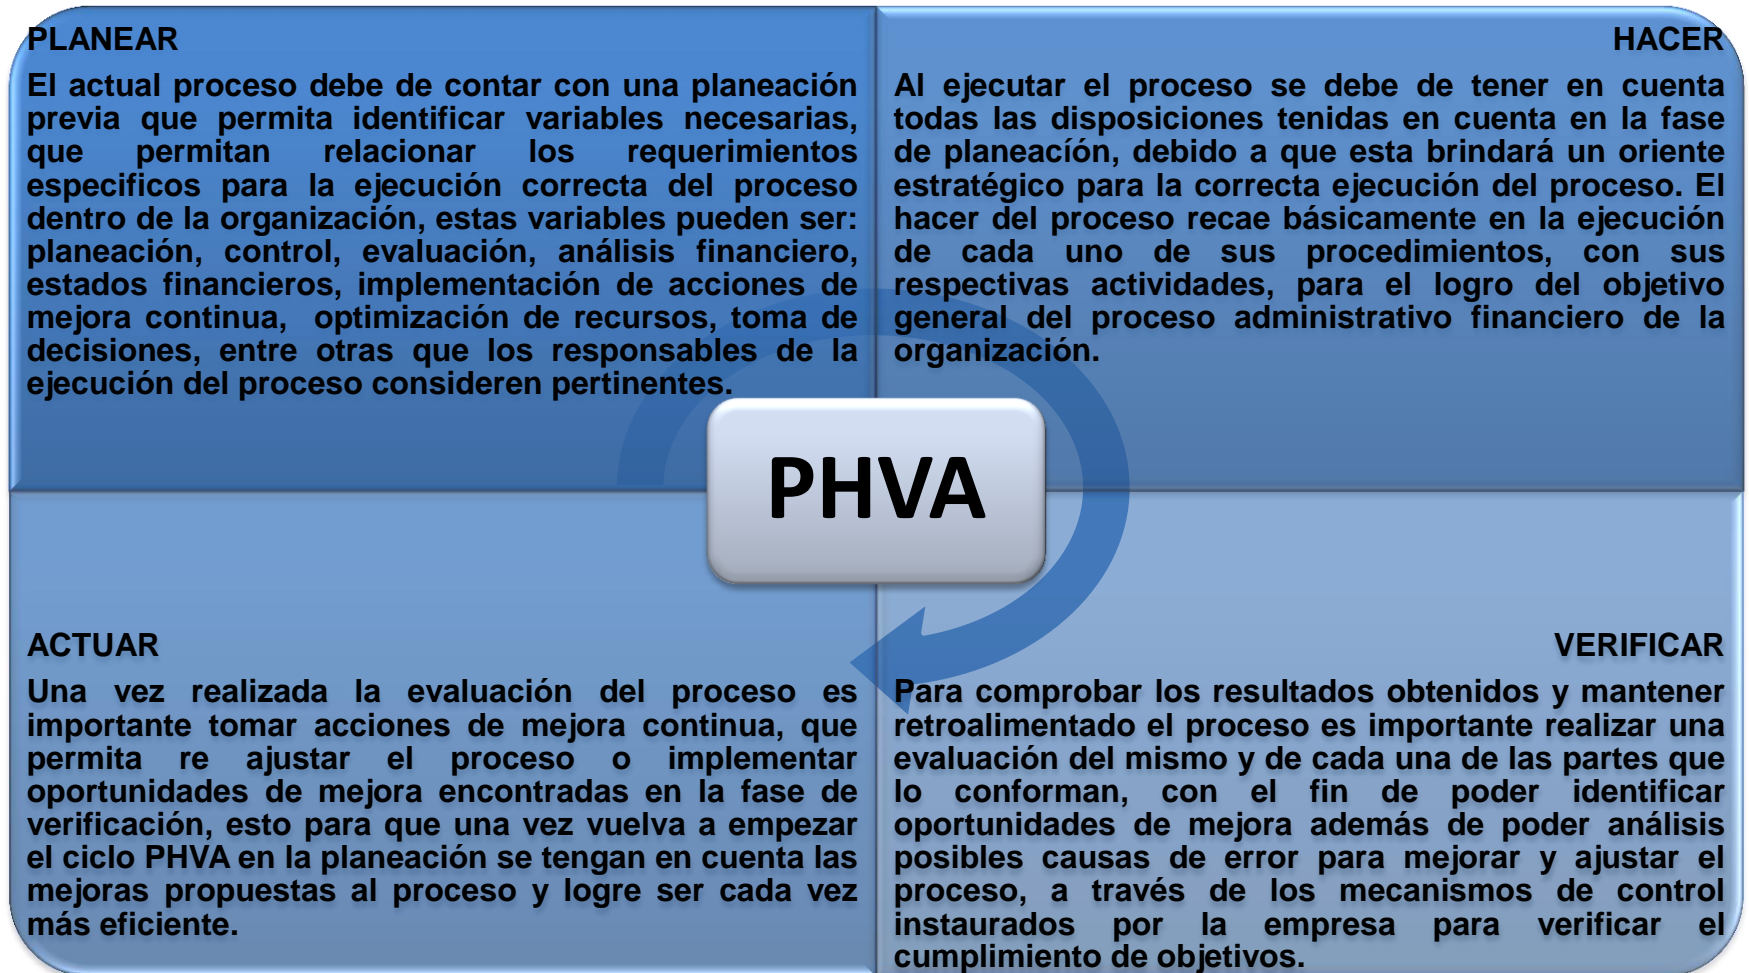 PLANEAR
El actual proceso debe de contar con una planeación
previa que permita identificar variables necesarias,
que permitan relacionar los requerimientos
especificos para la ejecución correcta del proceso
dentro de la organización, estas variables pueden ser:
planeación, control, evaluación, análisis financiero,
estados financieros, implementación de acciones de
mejora continua, optimización de recursos, toma de
decisiones, entre otras que los responsables de la
ejecución del proceso consideren pertinentes.
HACER
Al ejecutar el proceso se debe de tener en cuenta
todas las disposiciones tenidas en cuenta en la fase
de planeacíón, debido a que esta brindará un oriente
estratégico para la correcta ejecución del proceso. El
hacer del proceso recae básicamente en la ejecución
de cada uno de sus procedimientos, con sus
respectivas actividades, para el logro del objetivo
general del proceso administrativo financiero de la
organización.
PHVA
ACTUAR
Una vez realizada la evaluación del proceso es
importante tomar acciones de mejora continua, que
permita re ajustar el proceso o implementar
oportunidades de mejora encontradas en la fase de
verificación, esto para que una vez vuelva a empezar
el ciclo PHVA en la planeación se tengan en cuenta las
mejoras propuestas al proceso y logre ser cada vez
más eficiente.
VERIFICAR
Para comprobar los resultados obtenidos y mantener
retroalimentado el proceso es importante realizar una
evaluación del mismo y de cada una de las partes que
lo conforman, con el fin de poder identificar
oportunidades de mejora además de poder análisis
posibles causas de error para mejorar y ajustar el
proceso, a través de los mecanismos de control
instaurados por la empresa para verificar el
cumplimiento de objetivos.